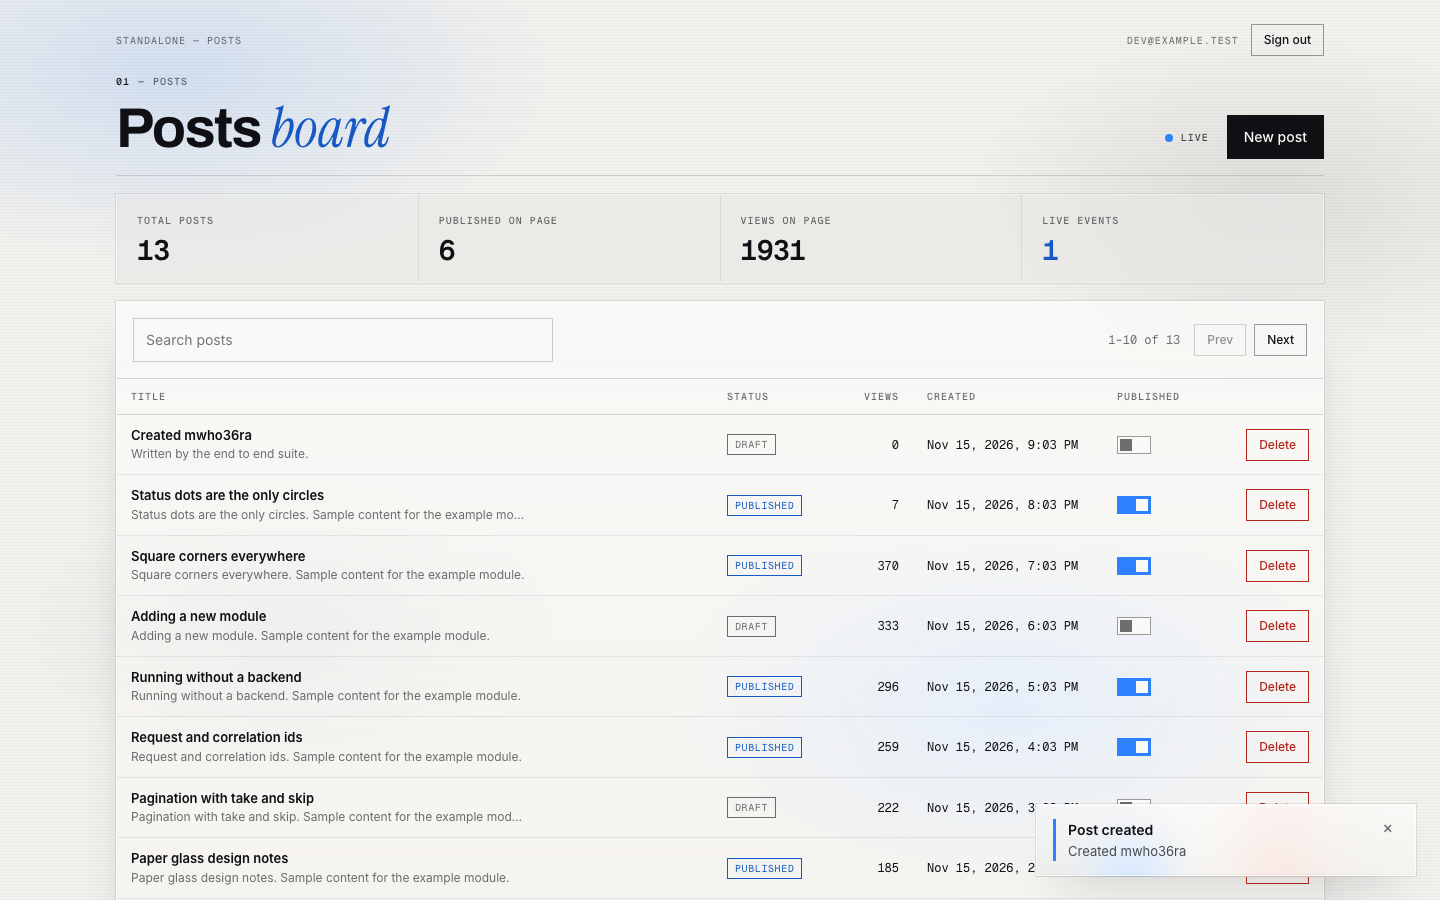 STANDALONE — POSTS
DEV@EXAMPLE.TEST
Sign out
01 — POSTS
Posts board
LIVE
New post
TOTAL POSTS
13
PUBLISHED ON PAGE
6
VIEWS ON PAGE
1931
LIVE EVENTS
1
Search posts
1–10 of 13
Prev
Next
TITLE STATUS VIEWS CREATED PUBLISHED
Created mwho36ra
Written by the end to end suite.
DRAFT 0 Nov 15, 2026, 9:03 PM Delete
Status dots are the only circles
Status dots are the only circles. Sample content for the example mo...
PUBLISHED 7 Nov 15, 2026, 8:03 PM Delete
Square corners everywhere
Square corners everywhere. Sample content for the example module.
PUBLISHED 370 Nov 15, 2026, 7:03 PM Delete
Adding a new module
Adding a new module. Sample content for the example module.
DRAFT 333 Nov 15, 2026, 6:03 PM Delete
Running without a backend
Running without a backend. Sample content for the example module.
PUBLISHED 296 Nov 15, 2026, 5:03 PM Delete
Request and correlation ids
Request and correlation ids. Sample content for the example module.
PUBLISHED 259 Nov 15, 2026, 4:03 PM Delete
Pagination with take and skip
Pagination with take and skip. Sample content for the example mod...
DRAFT 222 Nov 15, 2026,
Paper glass design notes
Paper glass design notes. Sample content for the example module.
PUBLISHED 185 Nov 15, 2026,
Post created
Created mwho36ra
×